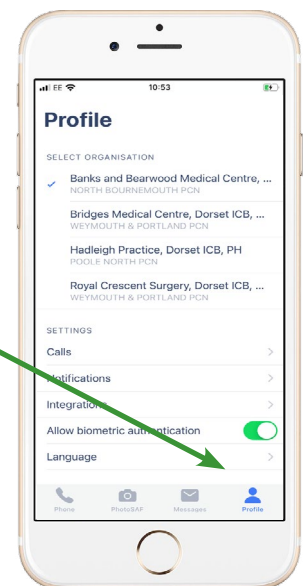 EE 10:53
Profile
SELECT ORGANISATION
Banks and Bearwood Medical Centre, ...
NORTH BOURNEMOUTH PCN
Bridges Medical Centre, Dorset ICB, ...
WEYMOUTH & PORTLAND PCN
Hadleigh Practice, Dorset ICB, PH
POOLE NORTH PCN
Royal Crescent Surgery, Dorset ICB, ...
WEYMOUTH & PORTLAND PCN
SETTINGS
Calls
Notifications
Integrations
Allow biometric authentication
Language
Phone PhotoSAF Messages Profile